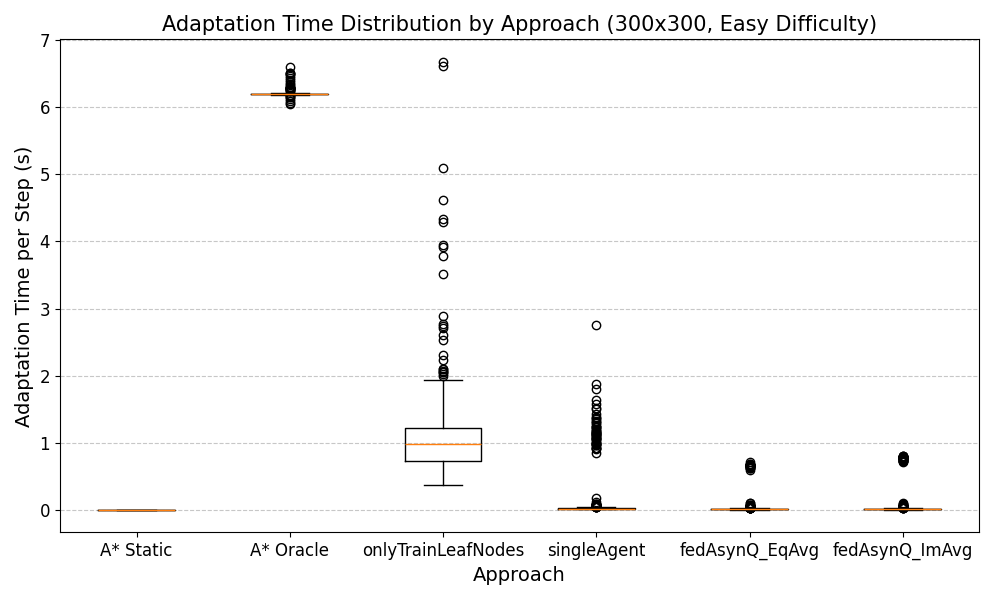 Adaptation Time Distribution by Approach (300x300, Easy Difficulty)
Adaptation Time per Step (s)
7
6
5
4
3
2
1
0
A* Static A* Oracle onlyTrainLeafNodes singleAgent fedAsynQ_EqAvg fedAsynQ_ImAvg
Approach